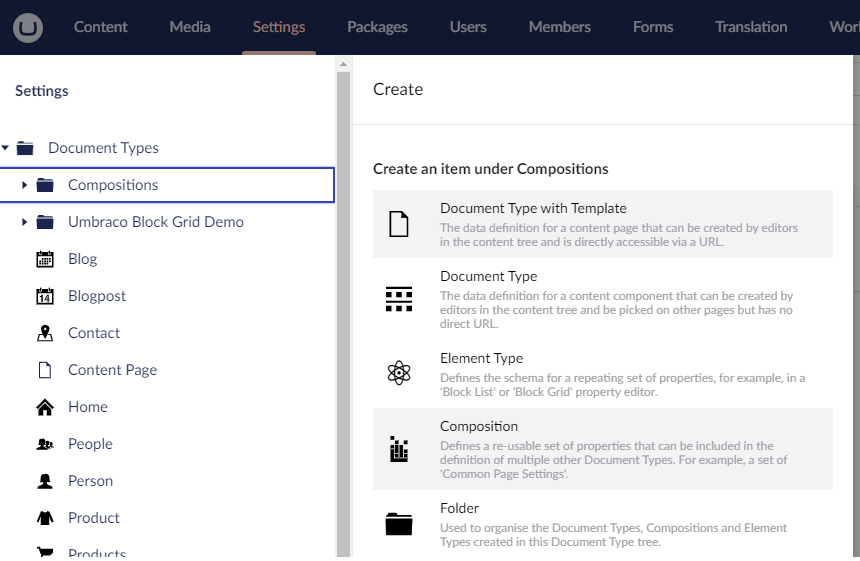 Content Media Settings Packages Users Members Forms Translation
Settings
Create
Document Types
Compositions
Umbraco Block Grid Demo
Blog
Blogpost
14
Contact
Content Page
Home
People
Person
Product
Products
Create an item under Compositions
Document Type with Template
The data definition for a content page that can be created by editors
in the content tree and is directly accessible via a URL.
Document Type
The data definition for a content component that can be created by
editors in the content tree and be picked on other pages but has no
direct URL.
Element Type
Defines the schema for a repeating set of properties, for example, in a
'Block List' or 'Block Grid' property editor.
Composition
Defines a re-usable set of properties that can be included in the
definition of multiple other Document Types. For example, a set of
'Common Page Settings'.
Folder
Used to organise the Document Types, Compositions and Element
Types created in this Document Type tree.